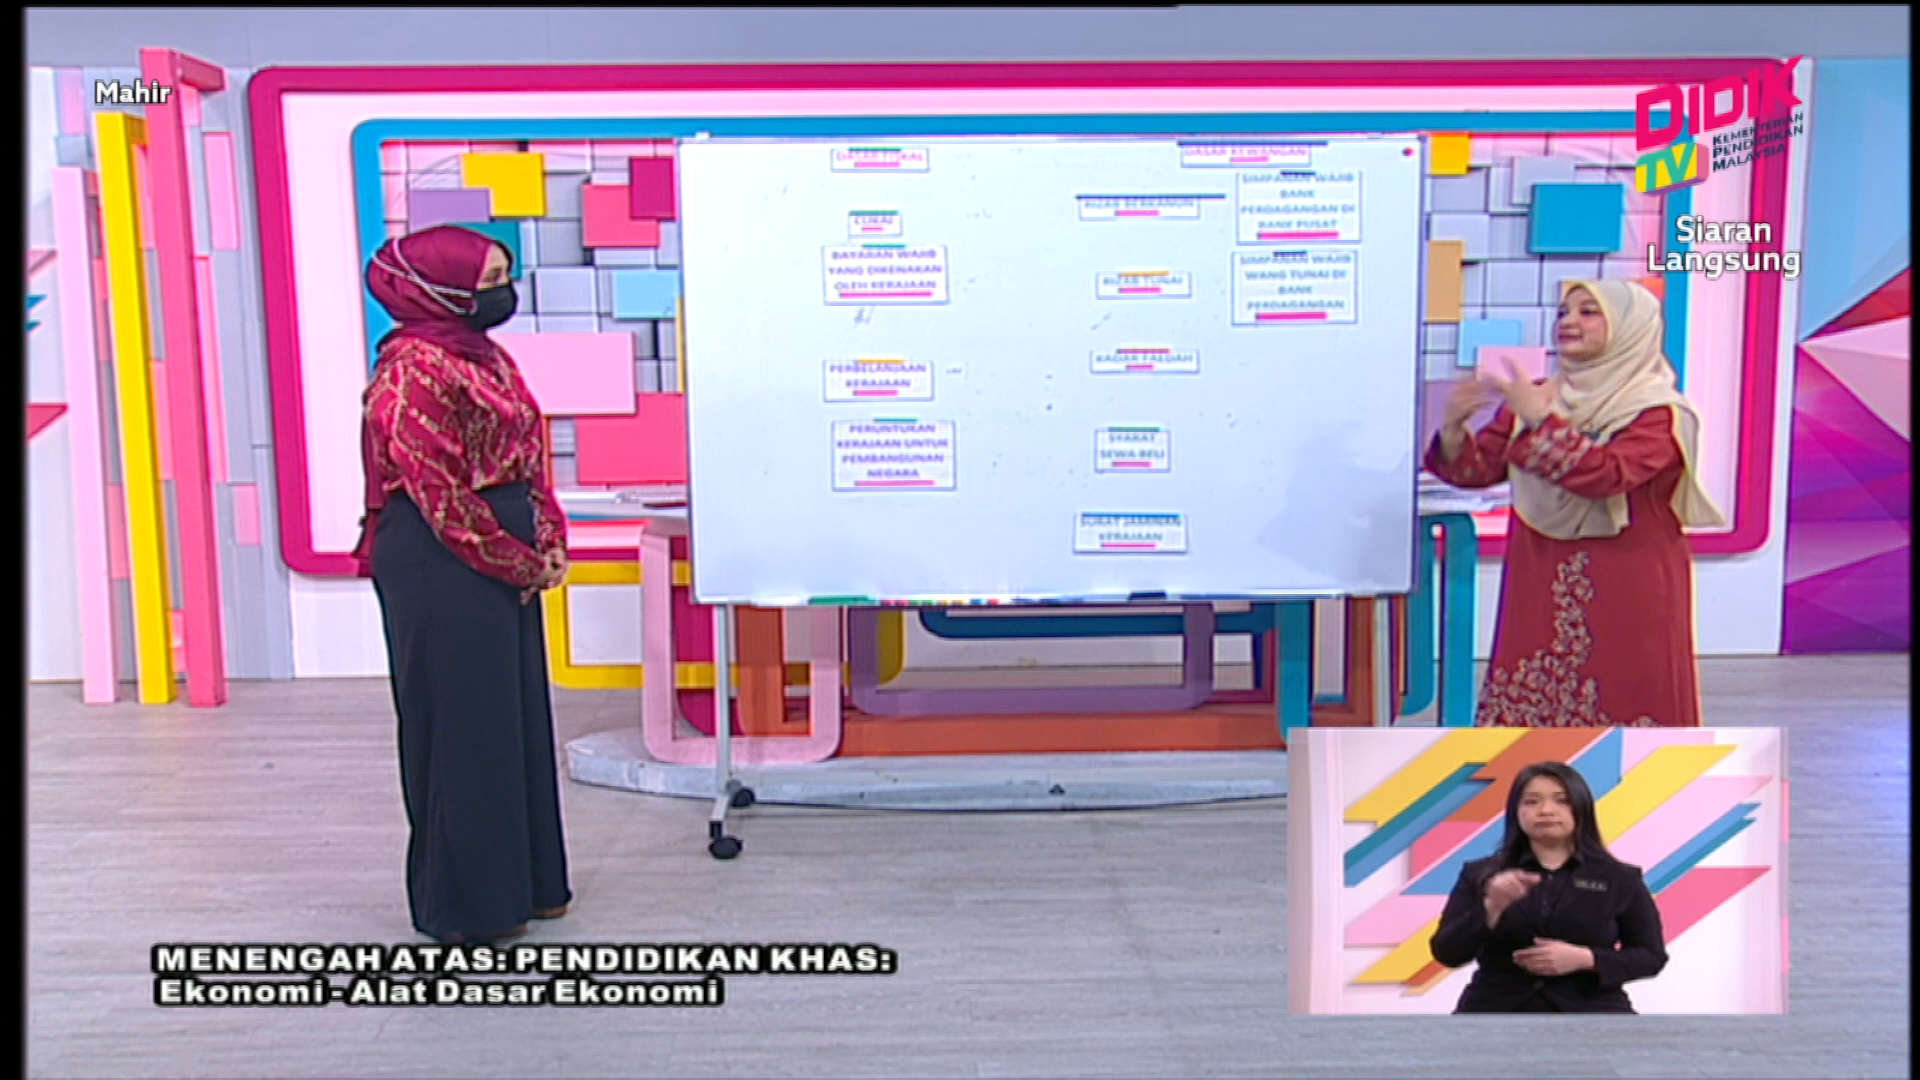 Mahir
DIDIK
TV
KEMENTERIAN
PENDIDIKAN
MALAYSIA
Siaran
Langsung
DASAR FISKAL
CUKAI
BAYARAN WAJIB
YANG DIKENAKAN
OLEH KERAJAAN
PERBELANJAAN
KERAJAAN
PERUNTUKAN
KERAJAAN UNTUK
PEMBANGUNAN
NEGARA
DASAR KEWANGAN
RIZAB BERKANUN
SIMPANAN WAJIB
BANK
PERDAGANGAN DI
BANK PUSAT
RIZAB TUNAI
SIMPANAN WAJIB
WANG TUNAI DI
BANK
PERDAGANGAN
KADAR FAEDAH
SYARAT
SEWA BELI
SURAT JAMINAN
KERAJAAN
MENENGAH ATAS: PENDIDIKAN KHAS:
Ekonomi - Alat Dasar Ekonomi